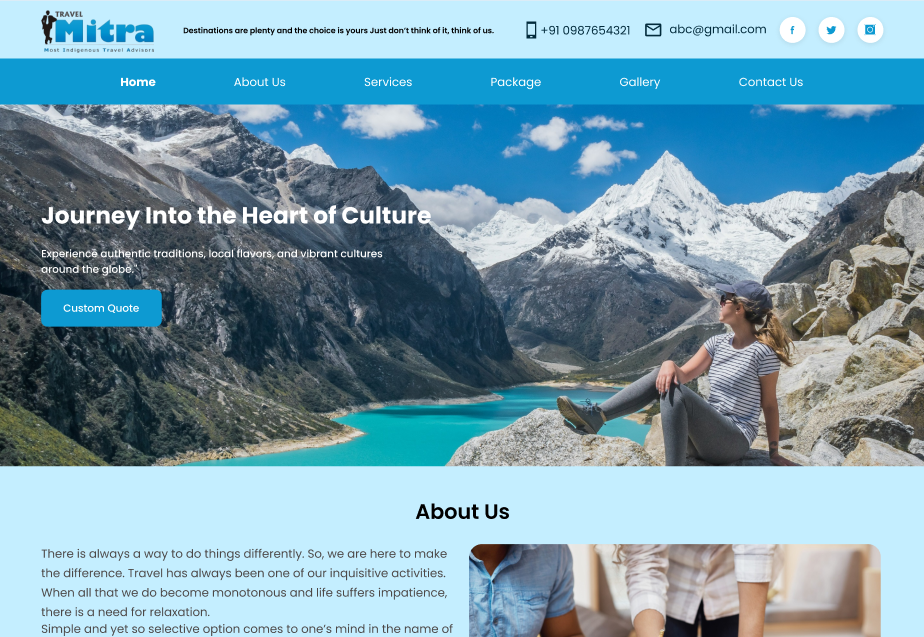 TRAVEL
Mitra
Most Indigenous Travel Advisors
Destinations are plenty and the choice is yours Just don't think of it, think of us.
+91 0987654321
abc@gmail.com
Home
About Us
Services
Package
Gallery
Contact Us
Journey Into the Heart of Culture
Experience authentic traditions, local flavors, and vibrant cultures
around the globe."
Custom Quote
About Us
There is always a way to do things differently. So, we are here to make
the difference. Travel has always been one of our inquisitive activities.
When all that we do become monotonous and life suffers impatience,
there is a need for relaxation.
Simple and yet so selective option comes to one's mind in the name of